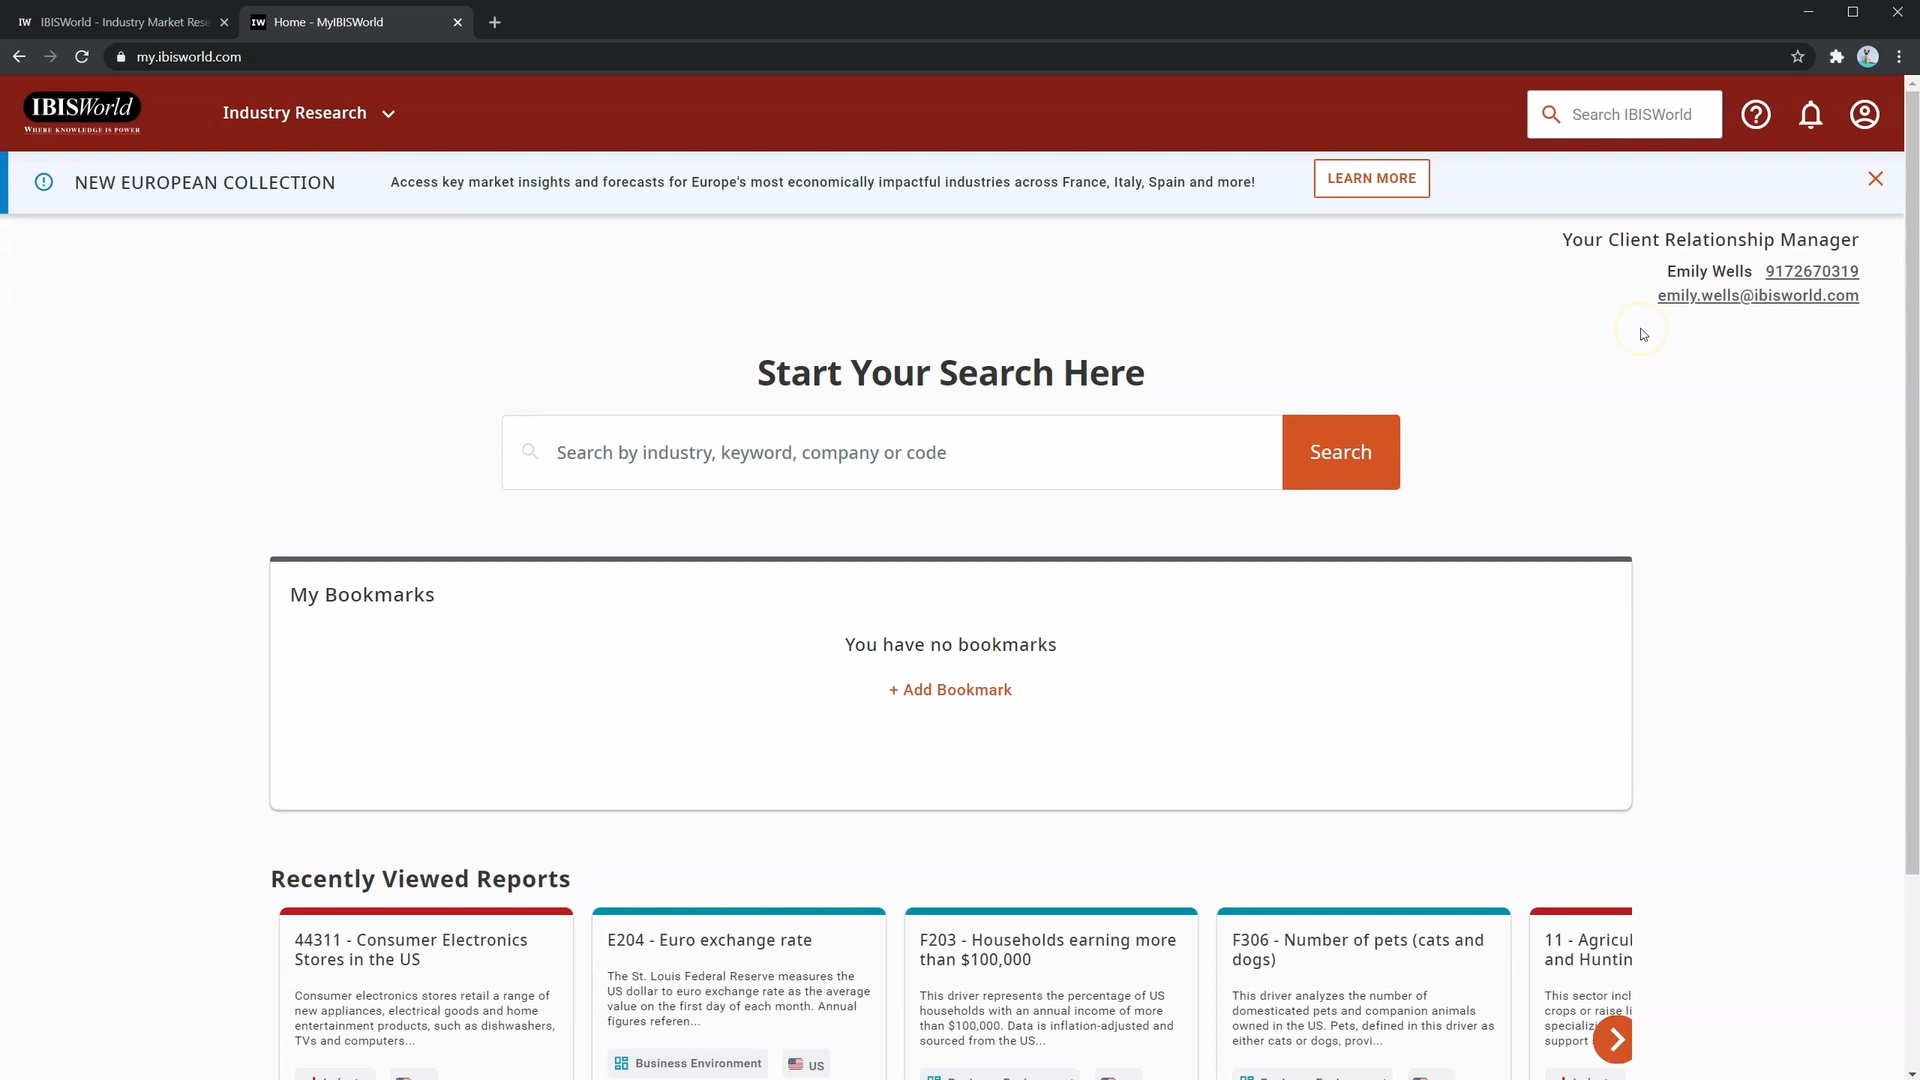 IW IBISWorld - Industry Market Rese
IW Home - MyIBISWorld
my.ibisworld.com
IBISWorld
WHERE KNOWLEDGE IS POWER
Industry Research
Search IBISWorld
NEW EUROPEAN COLLECTION
Access key market insights and forecasts for Europe's most economically impactful industries across France, Italy, Spain and more!
LEARN MORE
Your Client Relationship Manager
Emily Wells 9172670319
emily.wells@ibisworld.com
Start Your Search Here
Search by industry, keyword, company or code
Search
My Bookmarks
You have no bookmarks
+ Add Bookmark
Recently Viewed Reports
44311 - Consumer Electronics
Stores in the US
Consumer electronics stores retail a range of
new appliances, electrical goods and home
entertainment products, such as dishwashers,
TVs and computers...
E204 - Euro exchange rate
The St. Louis Federal Reserve measures the
US dollar to euro exchange rate as the average
value on the first day of each month. Annual
figures referen...
Business Environment
US
F203 - Households earning more
than $100,000
This driver represents the percentage of US
households with an annual income of more
than $100,000. Data is inflation-adjusted and
sourced from the US...
F306 - Number of pets (cats and
dogs)
This driver analyzes the number of
domesticated pets and companion animals
owned in the US. Pets, defined in this driver as
either cats or dogs, provi...
11 - Agricul
and Huntin
This sector incl
crops or raise li
specializi
support